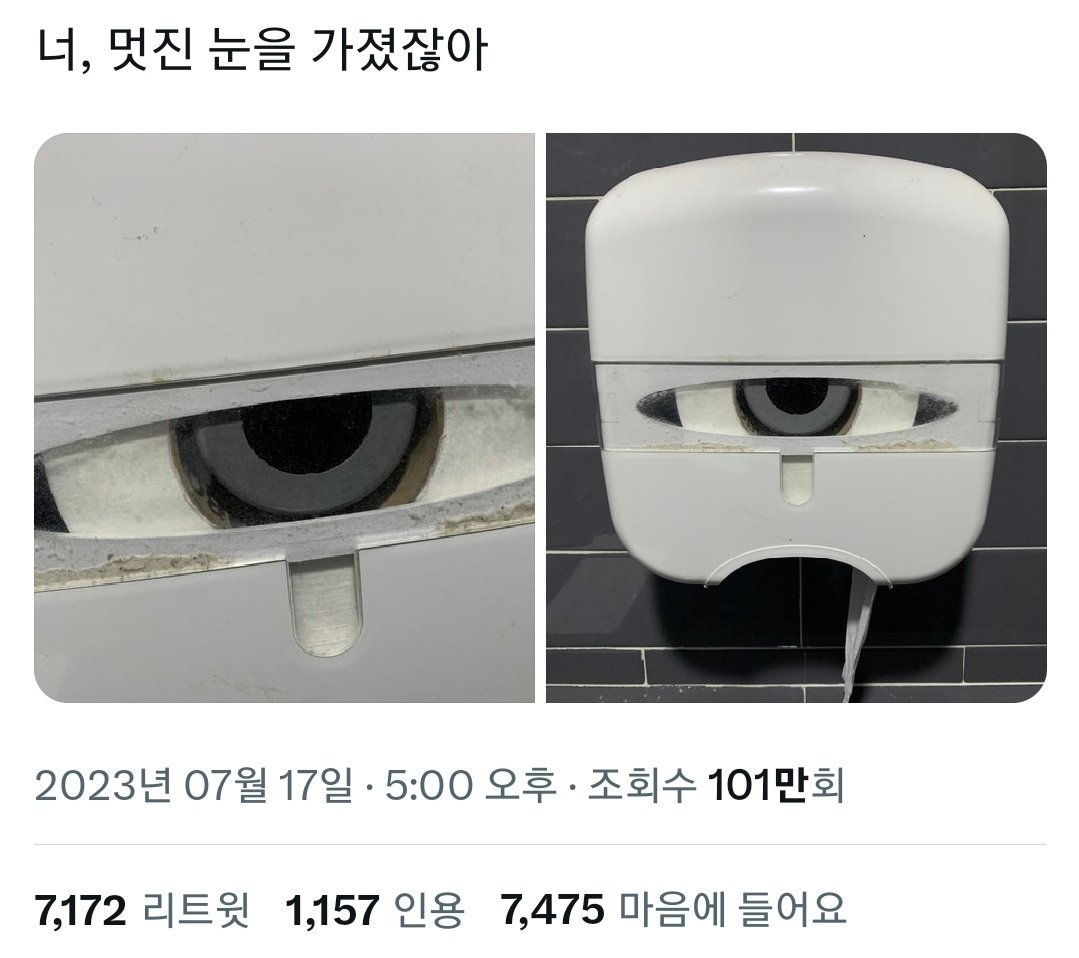 너, 멋진 눈을 가졌잖아
2023년 07월 17일 · 5:00 오후 · 조회수 101만회
7,172 리트윗 1,157 인용 7,475 마음에 들어요